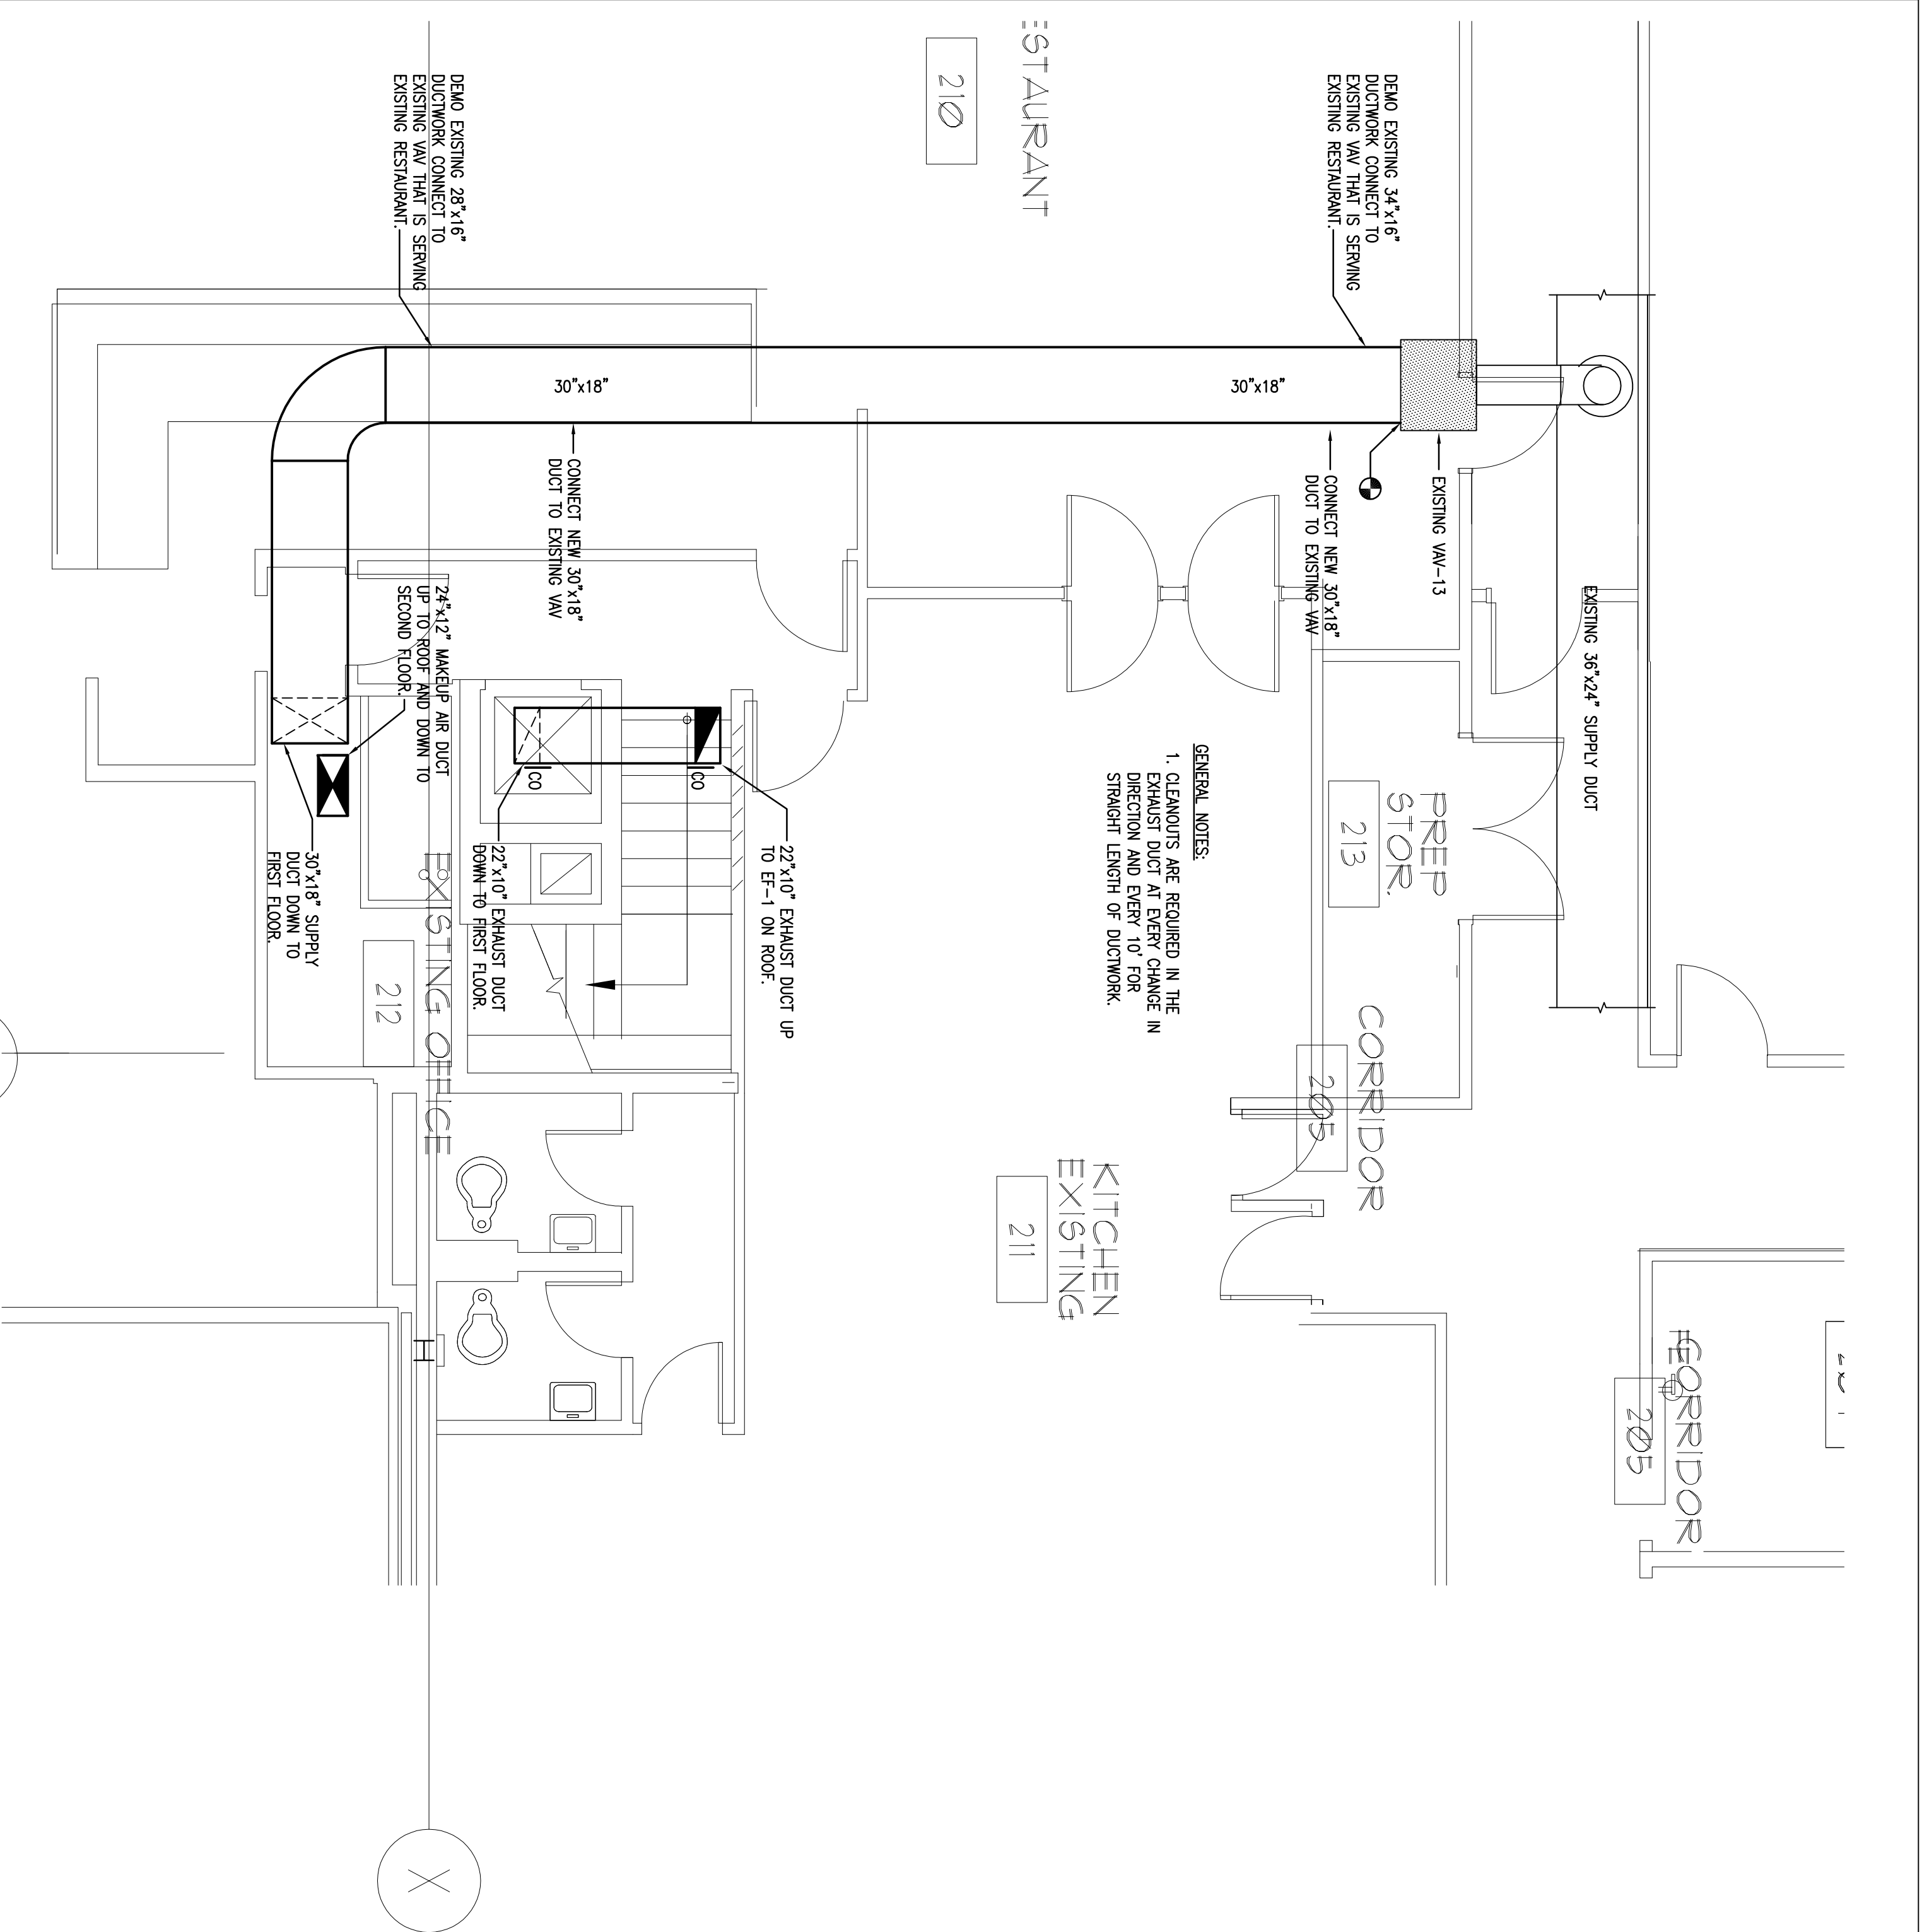 EXISTING 36"x24" SUPPLY DUCT
CORRIDOR
205
DEMO EXISTING 34"x16"
DUCTWORK CONNECT TO
EXISTING VAV THAT IS SERVING
EXISTING RESTAURANT.
EXISTING VAV-13
CONNECT NEW 30"x18"
DUCT TO EXISTING VAV
30"x18"
PREP
STOR.
213
CORRIDOR
205
GENERAL NOTES:
1. CLEANOUTS ARE REQUIRED IN THE
EXHAUST DUCT AT EVERY CHANGE IN
DIRECTION AND EVERY 10' FOR
STRAIGHT LENGTH OF DUCTWORK.
KITCHEN
EXISTING
211
ESTAURANT
210
22"x10" EXHAUST DUCT UP
TO EF-1 ON ROOF.
CO
CO
30"x18"
CONNECT NEW 30"x18"
DUCT TO EXISTING VAV
22"x10" EXHAUST DUCT
DOWN TO FIRST FLOOR.
DEMO EXISTING 28"x16"
DUCTWORK CONNECT TO
EXISTING VAV THAT IS SERVING
EXISTING RESTAURANT.
24"x12" MAKEUP AIR DUCT
UP TO ROOF AND DOWN TO
SECOND FLOOR.
EXISTING OFFICE
212
30"x18" SUPPLY
DUCT DOWN TO
FIRST FLOOR.
H
X